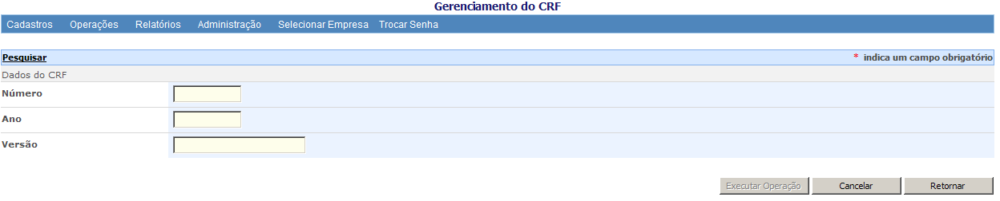 Gerenciamento do CRF
Cadastros Operações Relatórios Administração Selecionar Empresa Trocar Senha
Pesquisar * indica um campo obrigatório
Dados do CRF
Número
Ano
Versão
Executar Operação Cancelar Retornar